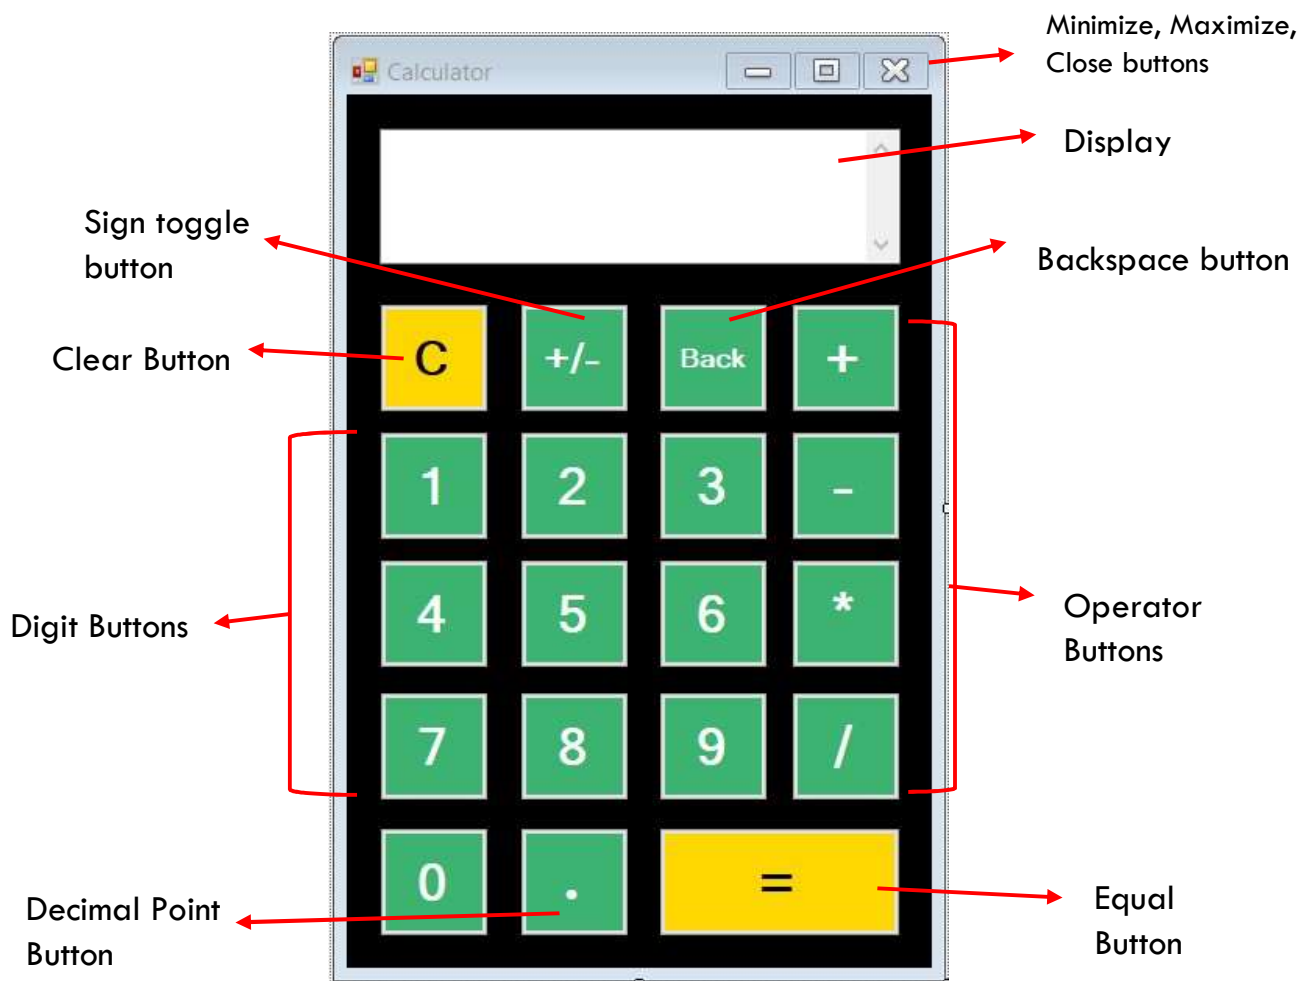 Minimize, Maximize,
Close buttons
Calculator
Display
Sign toggle
button
Backspace button
Clear Button
C
+/-
Back
+
1
2
3
-
4
5
6
*
Digit Buttons
Operator
Buttons
7
8
9
/
0
.
=
Decimal Point
Button
Equal
Button